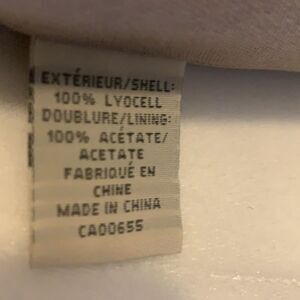 EXTÉRIEUR/SHELL:
100% LYOCELL
DOUBLURE/LINING:
100% ACÉTATE/
ACETATE
FABRIQUÉ EN
CHINE
MADE IN CHINA
CA00655